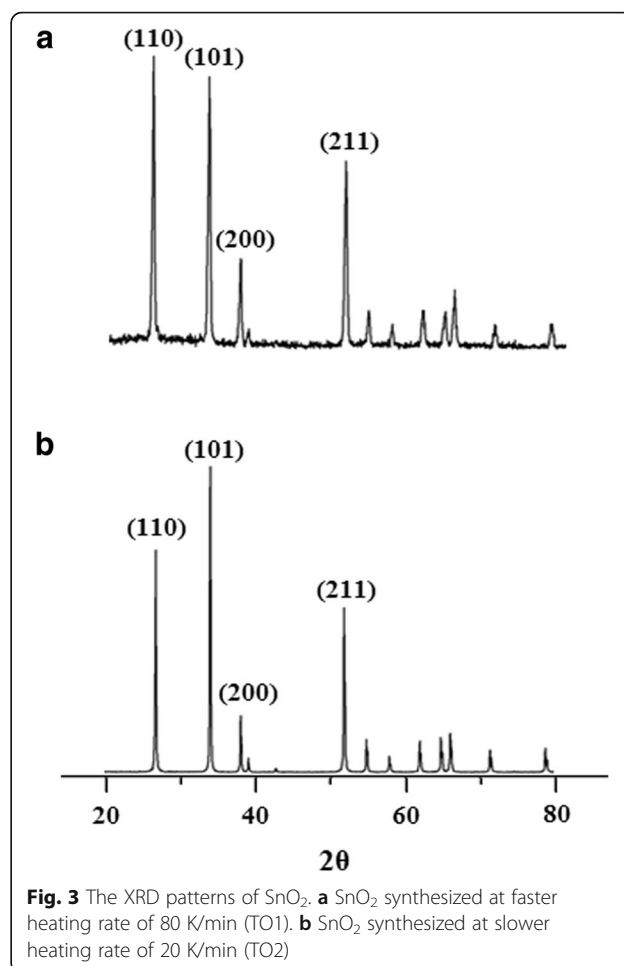 a
(110)
(101)
(211)
(200)
b
(101)
(110)
(211)
(200)
20 40 60 80
2θ
Fig. 3 The XRD patterns of SnO₂. a SnO₂ synthesized at faster
heating rate of 80 K/min (TO1). b SnO₂ synthesized at slower
heating rate of 20 K/min (TO2)